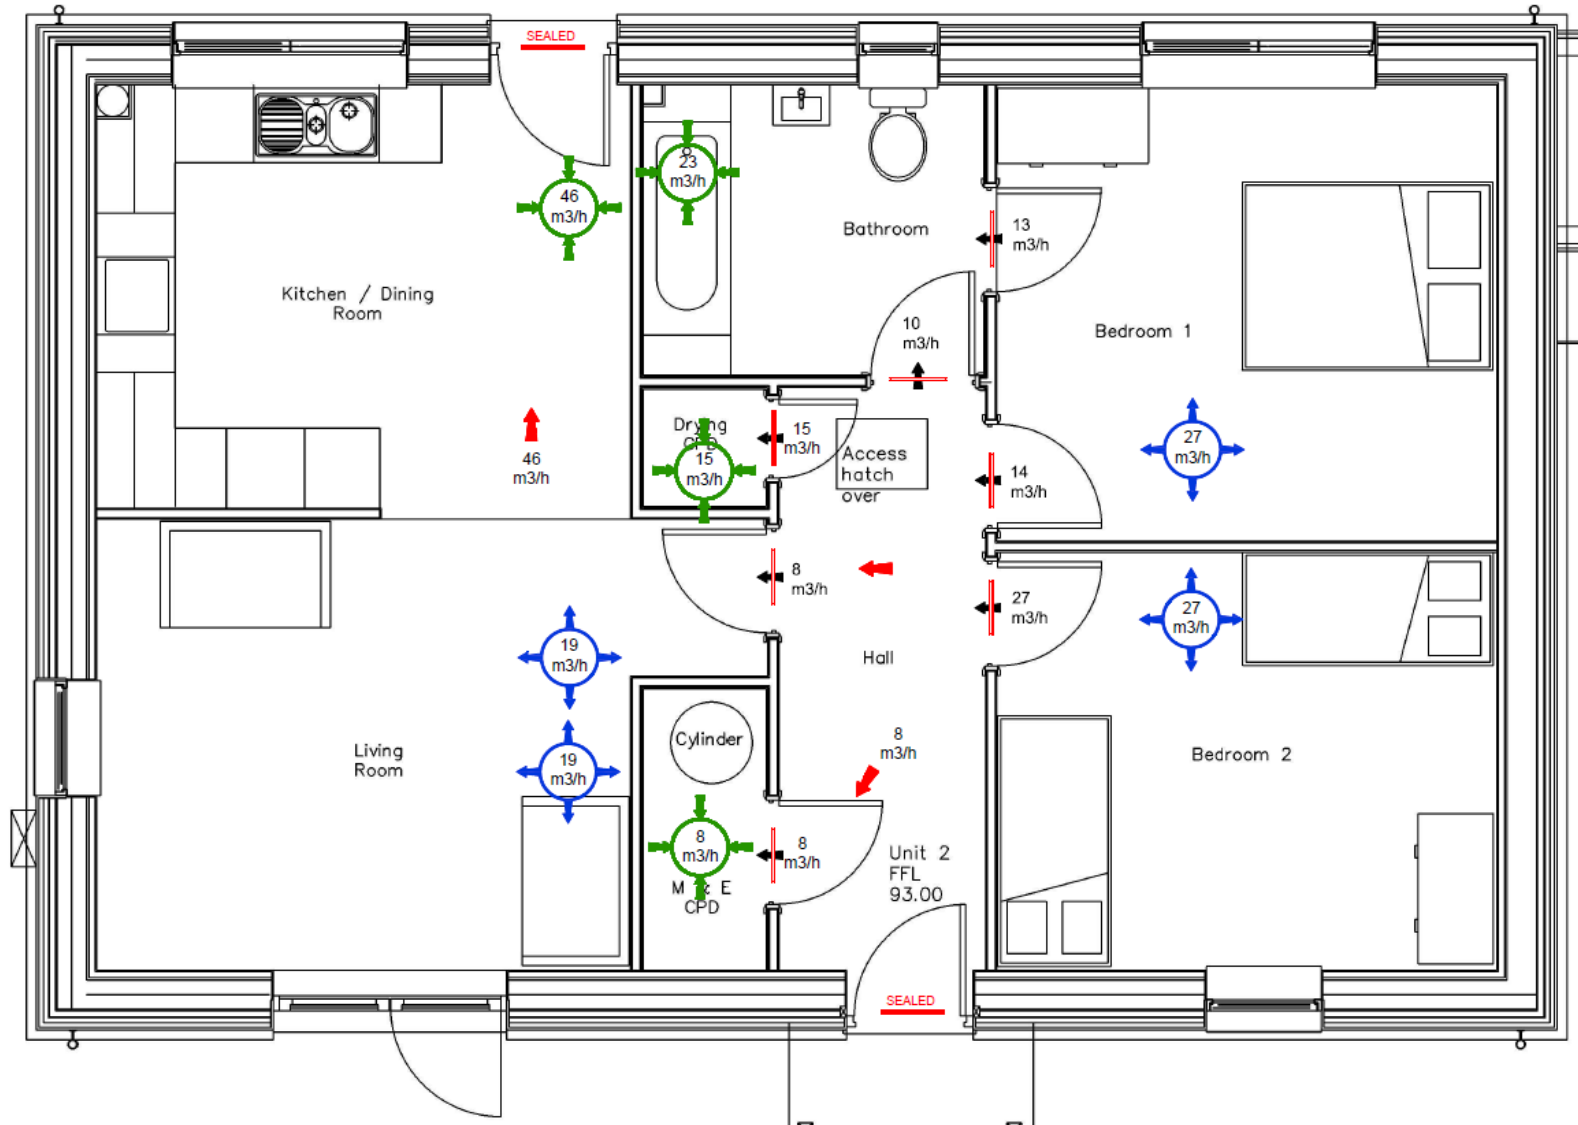 SEALED
23
m3/h
46
m3/h
Bathroom
13
m3/h
Kitchen / Dining
Room
10
m3/h
Bedroom 1
Drying
CPD
15
m3/h
15
m3/h
Access
hatch
over
27
m3/h
46
m3/h
14
m3/h
8
m3/h
27
m3/h
27
m3/h
19
m3/h
Hall
Living
Room
19
m3/h
Cylinder
8
m3/h
Bedroom 2
8
m3/h
M & E
CPD
8
m3/h
Unit 2
FFL
93.00
SEALED